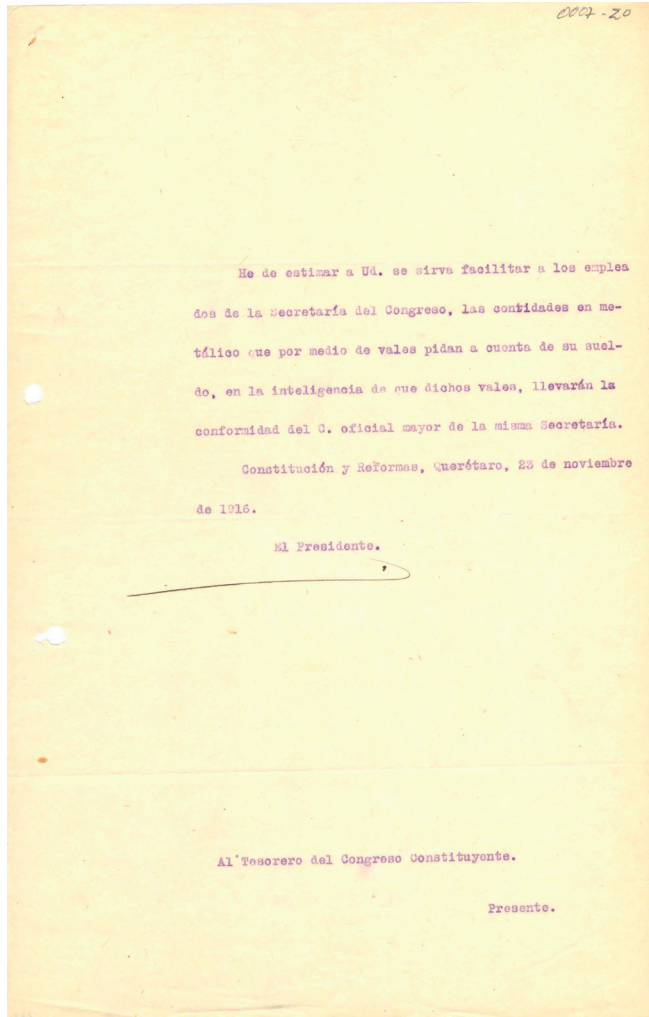 0007-20
He de estimar a Ud. se sirva facilitar a los emplea
dos de la Secretaría del Congreso, las contidades en me-
tálico que por medio de vales pidan a cuenta de su suel-
do, en la inteligencia de que dichos vales, llevarán la
conformidad del C. oficial mayor de la misma Secretaría.
Constitución y Reformas, Querétaro, 23 de noviembre
de 1916.
El Presidente.
Al Tesorero del Congreso Constituyente.
Presente.